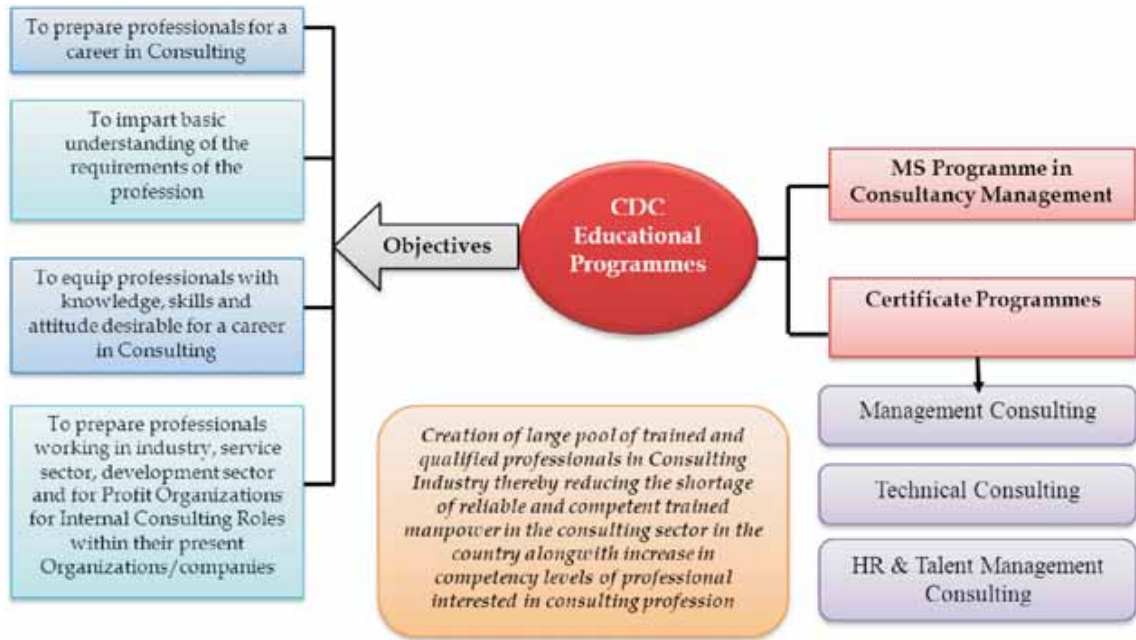 To prepare professionals for a
career in Consulting
To impart basic
understanding of the
requirements of the
profession
To equip professionals with
knowledge, skills and
attitude desirable for a career
in Consulting
To prepare professionals
working in industry, service
sector, development sector
and for Profit Organizations
for Internal Consulting Roles
within their present
Organizations/companies
Objectives
CDC
Educational
Programmes
MS Programme in
Consultancy Management
Certificate Programmes
Management Consulting
Technical Consulting
HR & Talent Management
Consulting
Creation of large pool of trained and
qualified professionals in Consulting
Industry thereby reducing the shortage
of reliable and competent trained
manpower in the consulting sector in
the country alongwith increase in
competency levels of professional
interested in consulting profession